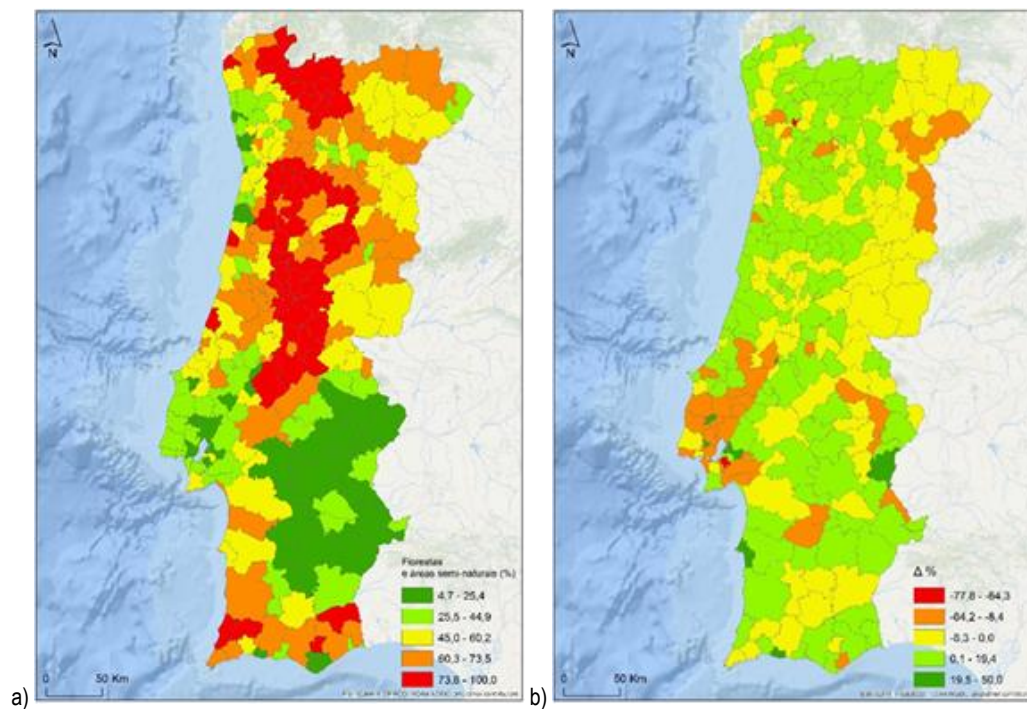 N
Florestas
e áreas semi-naturais (%)
4,7 - 25,4
25,5 - 44,9
45,0 - 60,2
60,3 - 73,5
73,6 - 100,0
0
50 Km
a)
N
Δ %
-77,8 - -64,3
-64,2 - -8,4
-8,3 - 0,0
0,1 - 19,4
19,5 - 50,0
0
50 Km
b)